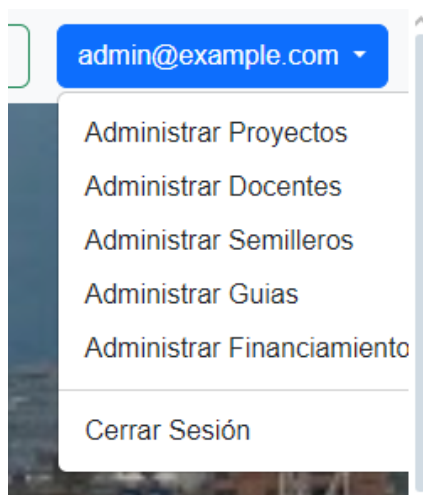 admin@example.com
Administrar Proyectos
Administrar Docentes
Administrar Semilleros
Administrar Guias
Administrar Financiamiento
Cerrar Sesión